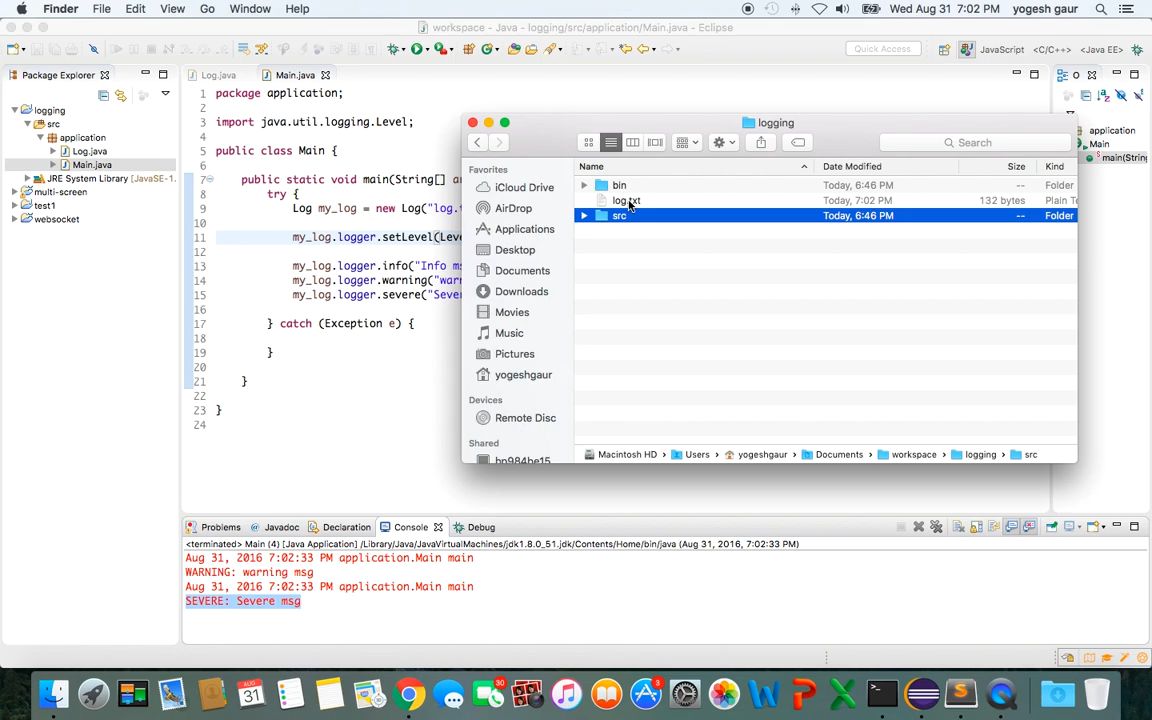 Finder File Edit View Go Window Help Wed Aug 31 7:02 PM yogesh gaur
workspace - Java - logging/src/application/Main.java - Eclipse
Quick Access JavaScript <C/C++> <Java EE>
Package Explorer
logging
src
application
Log.java
Main.java
JRE System Library [JavaSE-1.
multi-screen
test1
websocket
Log.java Main.java
1 package application;
2
3 import java.util.logging.Level;
4
5 public class Main {
6
7 public static void main(String[] a
8 try {
9 Log my_log = new Log("log.
10
11 my_log.logger.setLevel(Leve
12
13 my_log.logger.info("Info ms
14 my_log.logger.warning("war
15 my_log.logger.severe("Seve
16
17 } catch (Exception e) {
18
19 }
20
21 }
22
23 }
24
O
application
Main
main(String
logging
Search
Favorites
iCloud Drive
AirDrop
Applications
Desktop
Documents
Downloads
Movies
Music
Pictures
yogeshgaur
Devices
Remote Disc
Shared
bp984be15
Name Date Modified Size Kind
bin Today, 6:46 PM -- Folder
log.txt Today, 7:02 PM 132 bytes Plain Te
src Today, 6:46 PM -- Folder
Macintosh HD › Users › yogeshgaur › Documents › workspace › logging › src
Problems @ Javadoc Declaration Console Debug
<terminated> Main (4) [Java Application] /Library/Java/JavaVirtualMachines/jdk1.8.0_51.jdk/Contents/Home/bin/java (Aug 31, 2016, 7:02:33 PM)
Aug 31, 2016 7:02:33 PM application.Main main
WARNING: warning msg
Aug 31, 2016 7:02:33 PM application.Main main
SEVERE: Severe msg
31
30
3